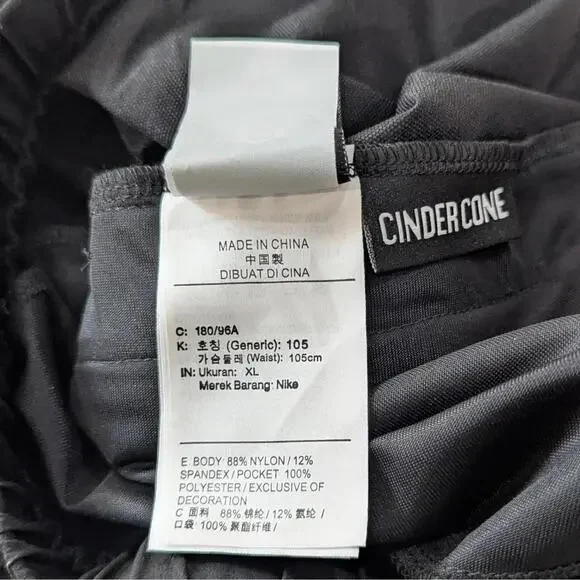 CINDER CONE
MADE IN CHINA
中国製
DIBUAT DI CINA
C: 180/96A
K: 호칭 (Generic): 105
가슴둘레 (Waist): 105cm
IN: Ukuran: XL
Merek Barang: Nike
E. BODY 88% NYLON / 12%
SPANDEX / POCKET 100%
POLYESTER / EXCLUSIVE OF
DECORATION
C 面料 88% 锦纶 / 12% 氨纶 /
口袋 100% 聚酯纤维 /